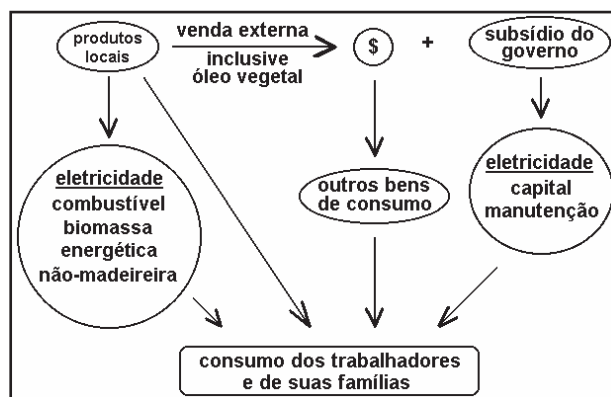 produtos
locais
venda externa
inclusive
óleo vegetal
$
+
subsídio do
governo
eletricidade
combustível
biomassa
energética
não-madeireira
outros bens
de consumo
eletricidade
capital
manutenção
consumo dos trabalhadores
e de suas famílias